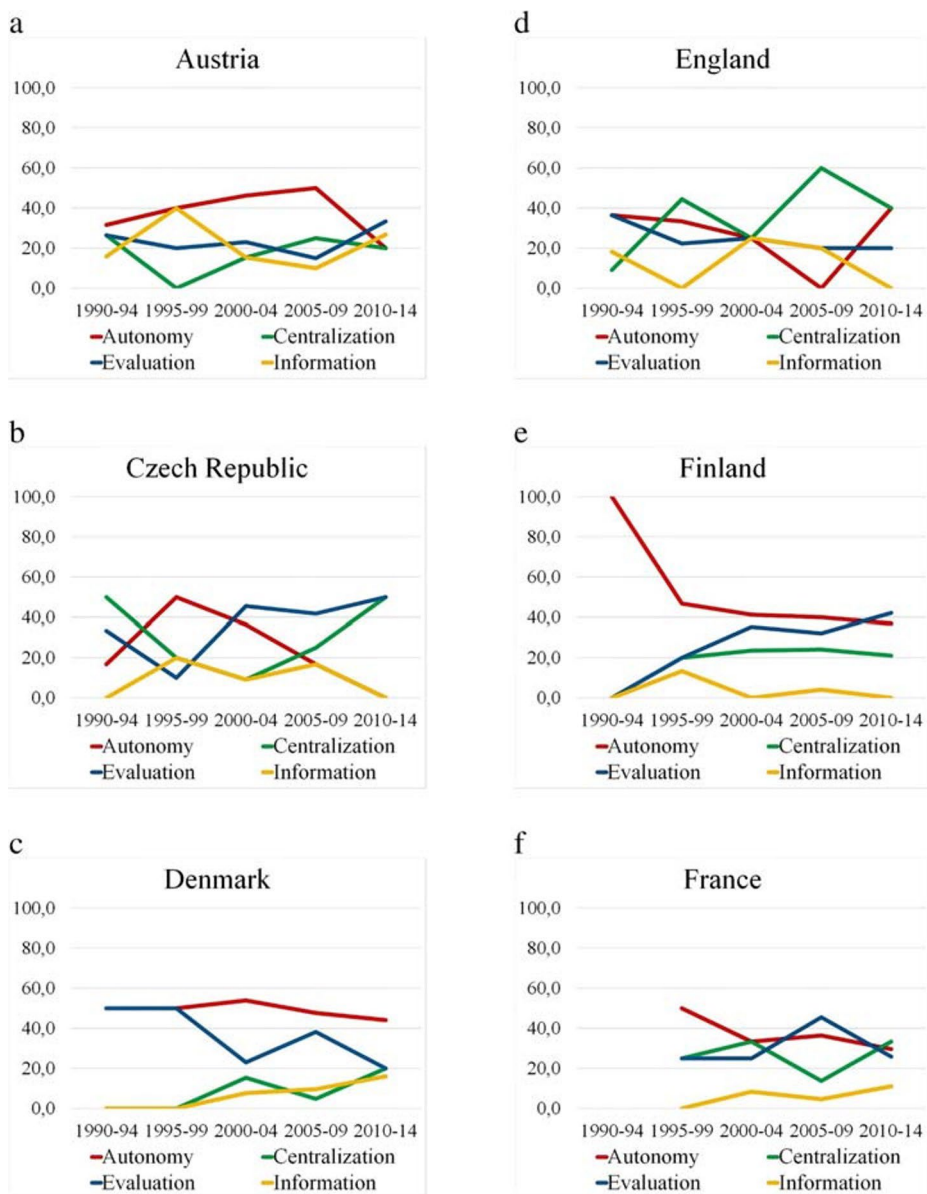 a
Austria
100,0
80,0
60,0
40,0
20,0
0,0
1990-94 1995-99 2000-04 2005-09 2010-14
Autonomy Centralization
Evaluation Information
b
Czech Republic
100,0
80,0
60,0
40,0
20,0
0,0
1990-94 1995-99 2000-04 2005-09 2010-14
Autonomy Centralization
Evaluation Information
c
Denmark
100,0
80,0
60,0
40,0
20,0
0,0
1990-94 1995-99 2000-04 2005-09 2010-14
Autonomy Centralization
Evaluation Information
d
England
100,0
80,0
60,0
40,0
20,0
0,0
1990-94 1995-99 2000-04 2005-09 2010-14
Autonomy Centralization
Evaluation Information
e
Finland
100,0
80,0
60,0
40,0
20,0
0,0
1990-94 1995-99 2000-04 2005-09 2010-14
Autonomy Centralization
Evaluation Information
f
France
100,0
80,0
60,0
40,0
20,0
0,0
1990-94 1995-99 2000-04 2005-09 2010-14
Autonomy Centralization
Evaluation Information